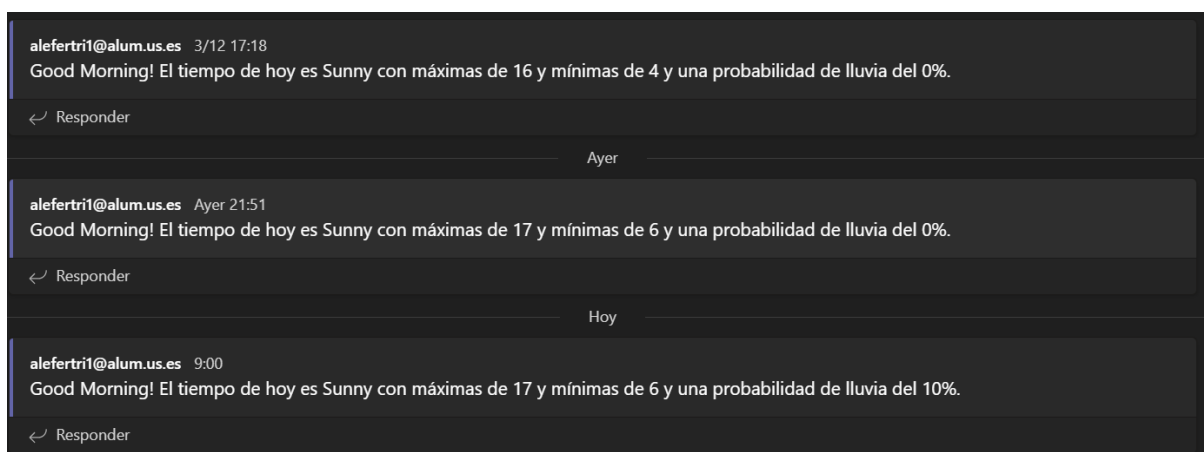 alefertri1@alum.us.es 3/12 17:18
Good Morning! El tiempo de hoy es Sunny con máximas de 16 y mínimas de 4 y una probabilidad de lluvia del 0%.
Responder
Ayer
alefertri1@alum.us.es Ayer 21:51
Good Morning! El tiempo de hoy es Sunny con máximas de 17 y mínimas de 6 y una probabilidad de lluvia del 0%.
Responder
Hoy
alefertri1@alum.us.es 9:00
Good Morning! El tiempo de hoy es Sunny con máximas de 17 y mínimas de 6 y una probabilidad de lluvia del 10%.
Responder